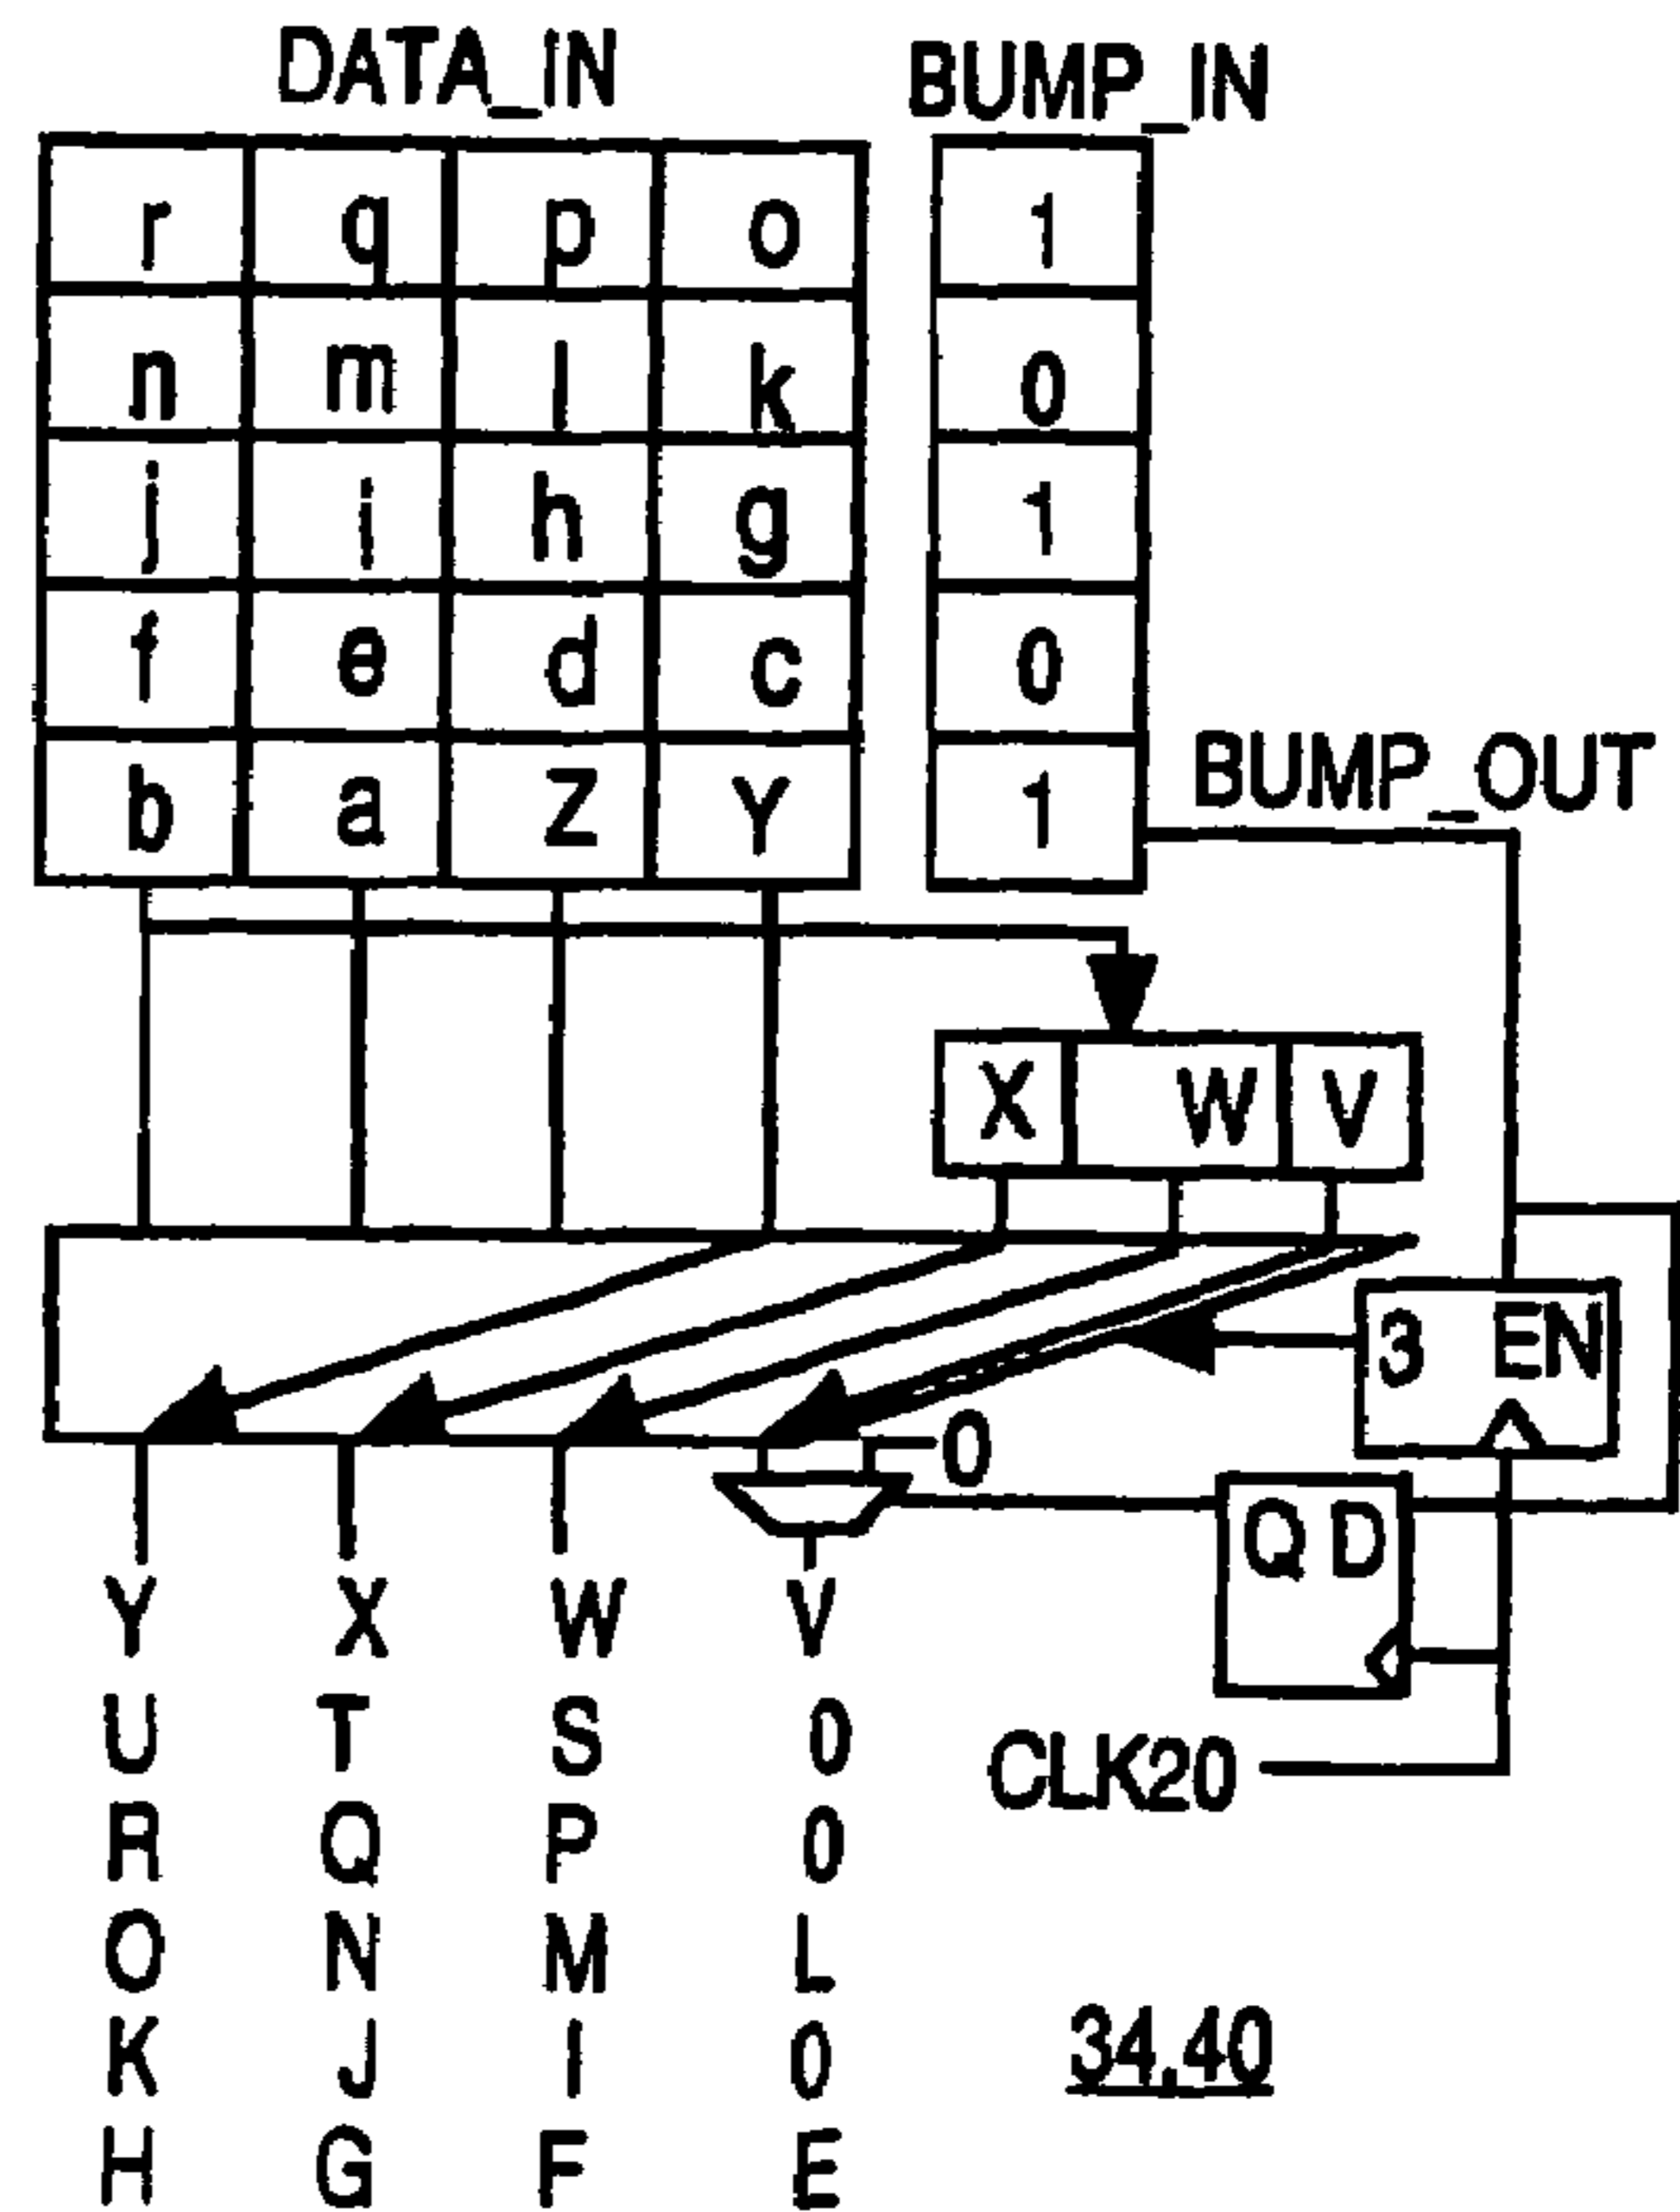 DATA_IN BUMP_IN
r q p o 1
n m l k 0
j i h g 1
f e d c 0
b a Z Y 1
BUMP_OUT
X W V
3 EN
0
Q D
Y X W V
U T S 0
CLK20
R Q P 0
O N M L
K J I 0
34.40
H G F E